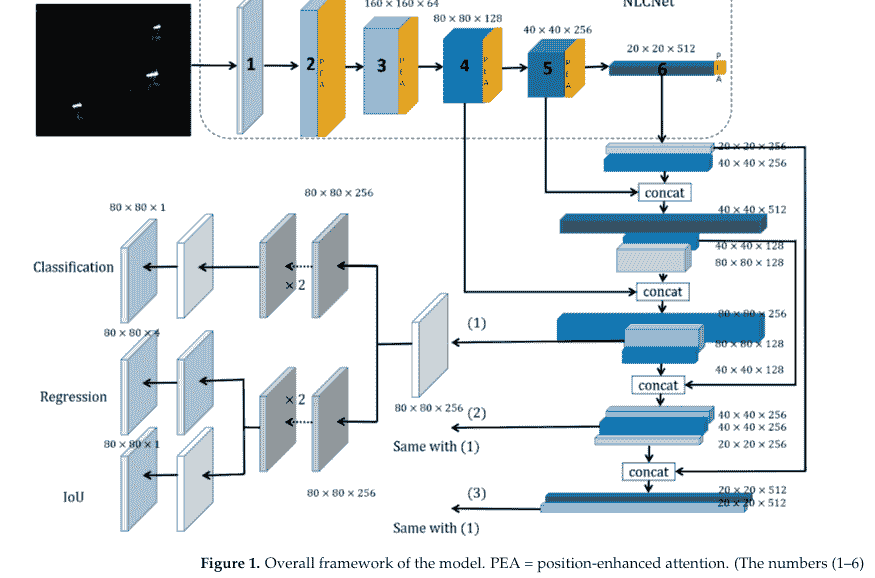 NLCNet
160 × 160 × 64
80 × 80 × 128
40 × 40 × 256
20 × 20 × 512
1
2
PEA
3
PEA
4
PEA
5
PEA
6
PEA
20 × 20 × 256
40 × 40 × 256
concat
40 × 40 × 512
40 × 40 × 128
80 × 80 × 128
concat
80 × 80 × 256
80 × 80 × 128
40 × 40 × 128
concat
40 × 40 × 256
40 × 40 × 256
20 × 20 × 256
concat
20 × 20 × 512
20 × 20 × 512
(1)
(2)
Same with (1)
(3)
Same with (1)
80 × 80 × 256
80 × 80 × 256
× 2
80 × 80 × 1
Classification
80 × 80 × 4
Regression
× 2
80 × 80 × 1
IoU
80 × 80 × 256
Figure 1. Overall framework of the model. PEA = position-enhanced attention. (The numbers (1–6)